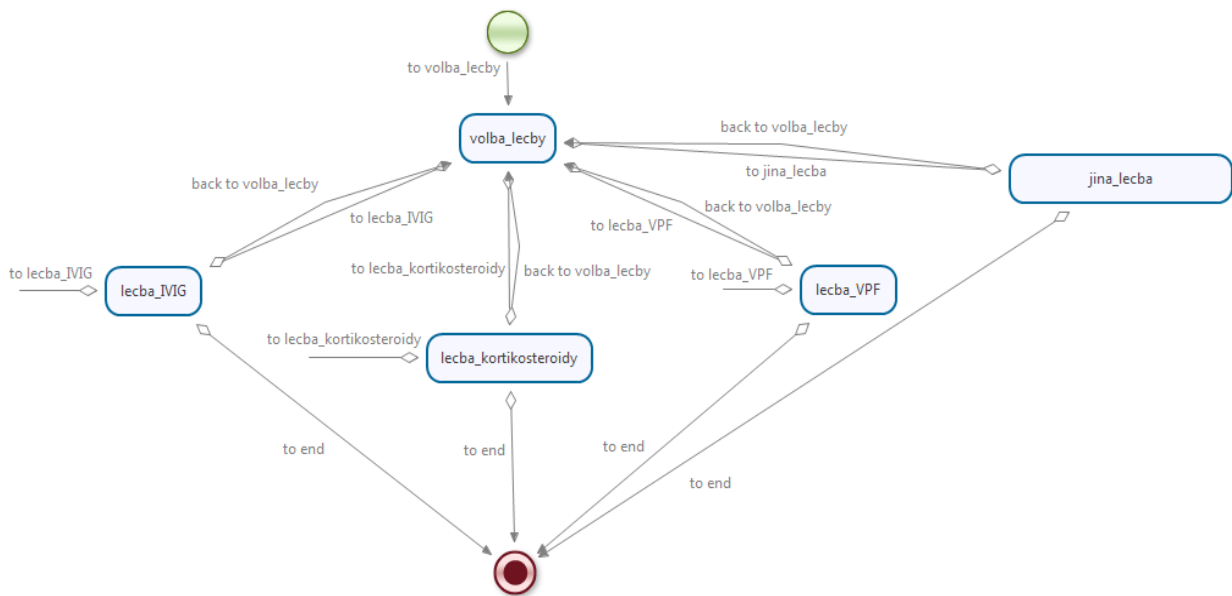 to volba_lecby
volba_lecby
back to volba_lecby
to jina_lecba
jina_lecba
back to volba_lecby
to lecba_IVIG
back to volba_lecby
to lecba_VPF
to lecba_IVIG
lecba_IVIG
to lecba_kortikosteroidy
back to volba_lecby
to lecba_VPF
lecba_VPF
to lecba_kortikosteroidy
lecba_kortikosteroidy
to end
to end
to end
to end